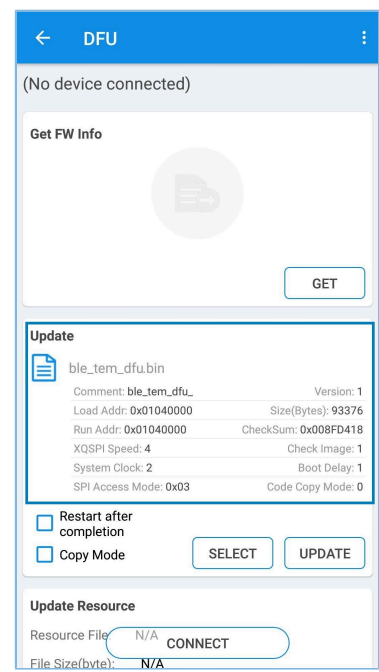 DFU
(No device connected)
Get FW Info
GET
Update
ble_tem_dfu.bin
Comment: ble_tem_dfu_ Version: 1
Load Addr: 0x01040000 Size(Bytes): 93376
Run Addr: 0x01040000 CheckSum: 0x008FD418
XQSPI Speed: 4 Check Image: 1
System Clock: 2 Boot Delay: 1
SPI Access Mode: 0x03 Code Copy Mode: 0
Restart after
completion
Copy Mode SELECT UPDATE
Update Resource
Resource File N/A
CONNECT
File Size(byte): N/A